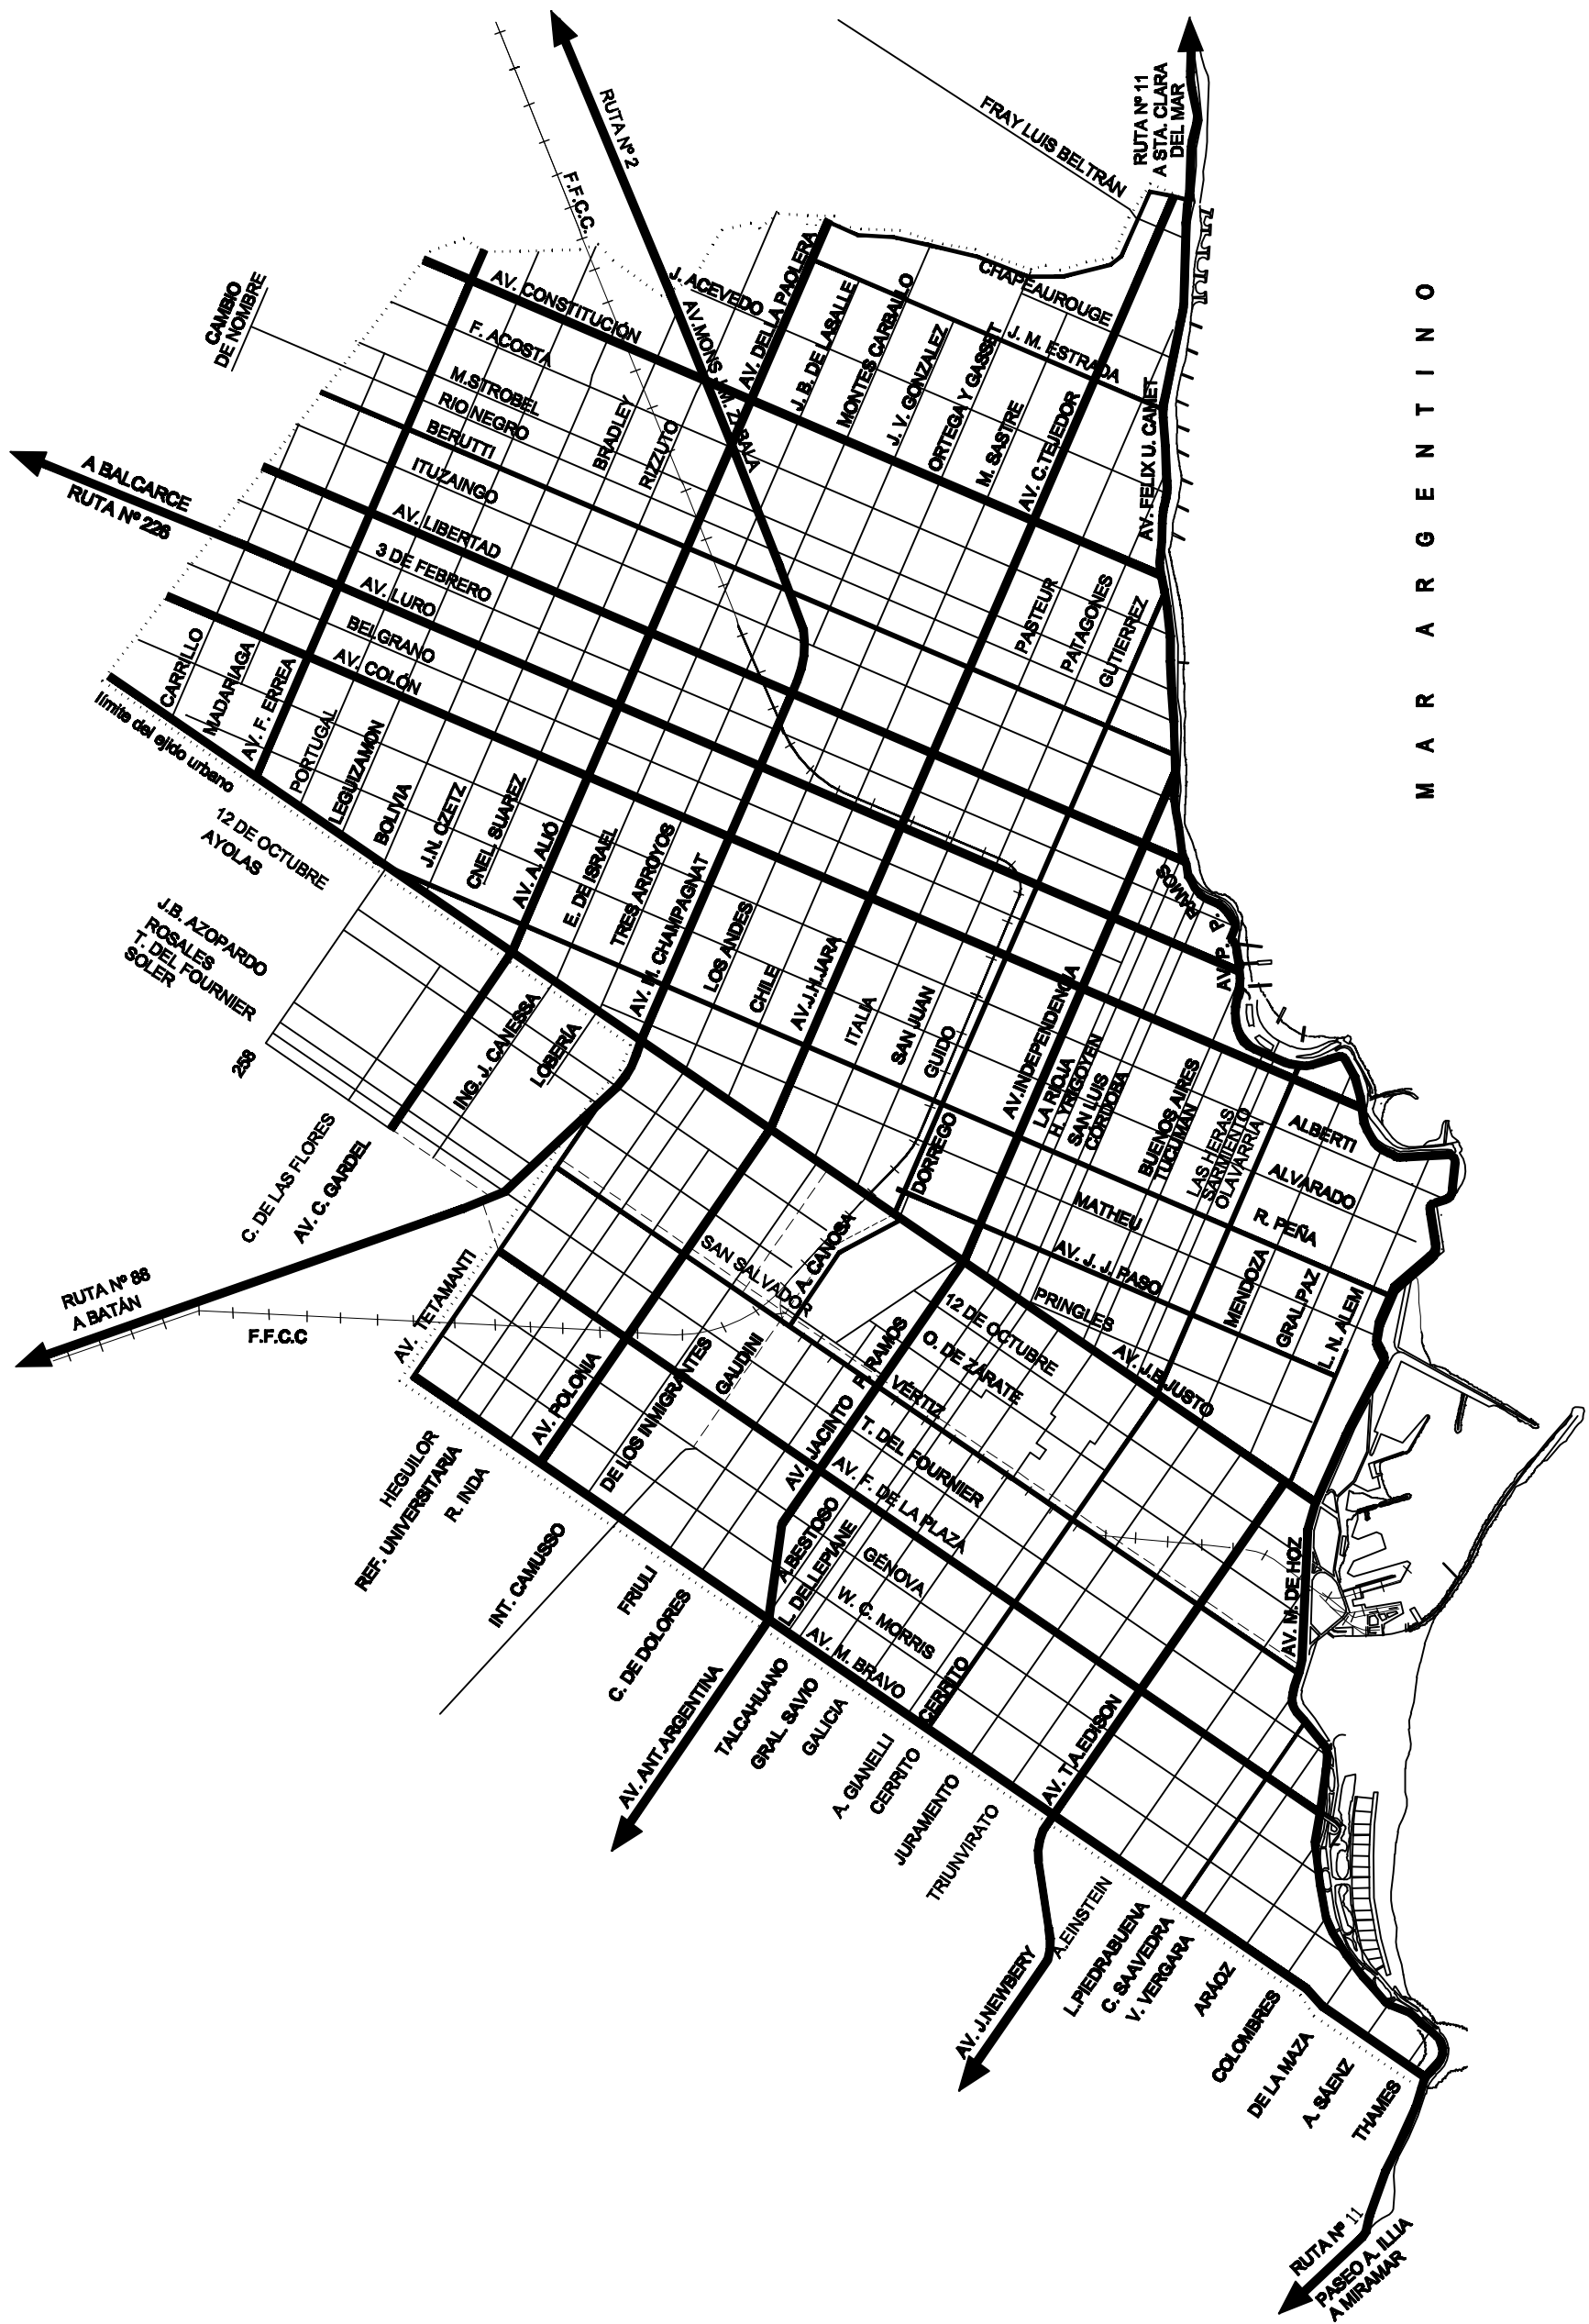 RUTA Nº 2
F.F.C.C.
FRAY LUIS BELTRÁN
RUTA Nº 11
A STA. CLARA
DEL MAR
MAR ARGENTINO
CAMBIO
DE NOMBRE
AV. CONSTITUCIÓN
F. ACOSTA
M.STROBEL
RIO NEGRO
BERUTTI
ITUZAINGO
AV. LIBERTAD
3 DE FEBRERO
AV. LURO
BELGRANO
AV. COLÓN
BRADLEY
RIZZUTO
J. ACEVEDO
AV.MONS.J.M. ZABALA
AV. DELLA PAOLERA
J. B. DE LASALLE
MONTES CARBALLO
J. V. GONZALEZ
ORTEGA Y GASSET
M. SASTRE
AV. C.TEJEDOR
CHAPEAUROUGE
J. M. ESTRADA
AV. FELIX U. CAMET
A BALCARCE
RUTA Nº 226
PASTEUR
PATAGONES
GUTIERREZ
CARRILLO
MADARIAGA
AV. F. ERREA
PORTUGAL
LEGUIZAMON
BOLIVIA
J.N. CZETZ
CNEL. SUAREZ
AV. A. ALIÓ
E. DE ISRAEL
TRES ARROYOS
AV. M. CHAMPAGNAT
LOS ANDES
CHILE
AV.J.H.JARA
ITALIA
SAN JUAN
GUIDO
DORREGO
AV.INDEPENDENCIA
LA RIOJA
H. YRIGOYEN
SAN LUIS
CORDOBA
BUENOS AIRES
TUCUMAN
LAS HERAS
SARMIENTO
OLAVARRIA
AV. P. P. RAMOS
límite del ejido urbano
12 DE OCTUBRE
AYOLAS
J.B. AZOPARDO
ROSALES
T. DEL FOURNIER
SOLER
258
C. DE LAS FLORES
AV. C. GARDEL
ING. J. CANESSA
LOBERÍA
ALBERTI
ALVARADO
R. PEÑA
MATHEU
AV. J. J. PASO
PRINGLES
AV. J.B.JUSTO
MENDOZA
GRAL.PAZ
L. N. ALEM
RUTA Nº 88
A BATÁN
F.F.C.C
AV. TETAMANTI
SAN SALVADOR
A. CANOSA
12 DE OCTUBRE
O. DE ZÁRATE
VÉRTIZ
T. DEL FOURNIER
AV. F. DE LA PLAZA
GÉNOVA
W. C. MORRIS
AV. M. BRAVO
AV. POLONIA
DE LOS INMIGRANTES
GAUDINI
AV. JACINTO P. RAMOS
A.BESTOSO
L. DELLEPIANE
CERRITO
AV. T.A.EDISON
AV. M. DE HOZ
HEGUILOR
REF. UNIVERSITARIA
R. INDA
INT. CAMUSSO
FRIULI
C. DE DOLORES
AV. ANT.ARGENTINA
TALCAHUANO
GRAL. SAVIO
GALICIA
A. GIANELLI
CERRITO
JURAMENTO
TRIUNVIRATO
AV. J.NEWBERY
A.EINSTEIN
L.PIEDRABUENA
C. SAAVEDRA
V. VERGARA
ARÁOZ
COLOMBRES
DE LA MAZA
A. SÁENZ
THAMES
RUTA Nº 11
PASEO A. ILLIA
A MIRAMAR